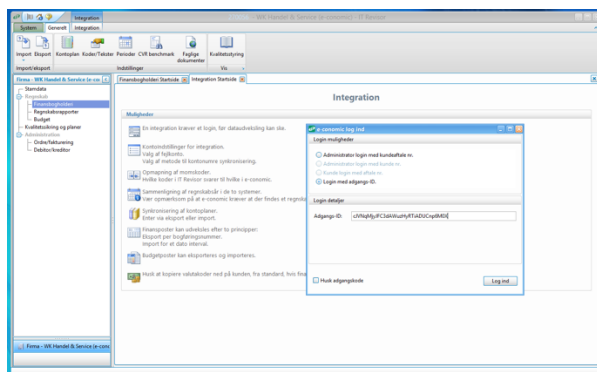 Integration
WK Handel & Service (e-conomic) - IT Revisor
System Generelt Integration
Import Eksport Kontoplan Koder/Tekster Perioder CVR benchmark Faglige dokumenter Kvalitetsstyring
Import/eksport Indstillinger Vis
Firma - WK Handel & Service (e-con
Finansbogholderi Startside Integration Startside
Stamdata
Regnskab
Finansbogholderi
Regnskabsrapporter
Budget
Kvalitetssikring og planer
Administration
Ordre/fakturering
Debitor/kreditor
Integration
Muligheder
En integration kræver et login, før dataudveksling kan ske.
Kontoindstillinger for integration.
Valg af fejlkonto.
Valg af metode til kontonumre synkronisering.
Opmapning af momskoder.
Hvilke koder i IT Revisor svarer til hvilke i e-conomic.
Sammenligning af regnskabsår i de to systemer.
Vær opmærksom på at e-conomic kræver at der findes et regnska
Synkronisering af kontoplaner.
Enter via eksport eller import.
Finansposter kan udveksles efter to principper:
Eksport per bogføringsnummer.
Import for et dato interval.
Budgetposter kan eksporteres og importeres.
Husk at kopiere valutakoder ned på kunden, fra standard, hvis fina
e-conomic log ind
Login muligheder
Administrator login med kundeaftale nr.
Administrator login med kunde nr.
Kunde login med aftale nr.
Login med adgangs-ID.
Login detaljer
Adgangs-ID:
Husk adgangskode
Log ind
Firma - WK Handel & Service (e-conc